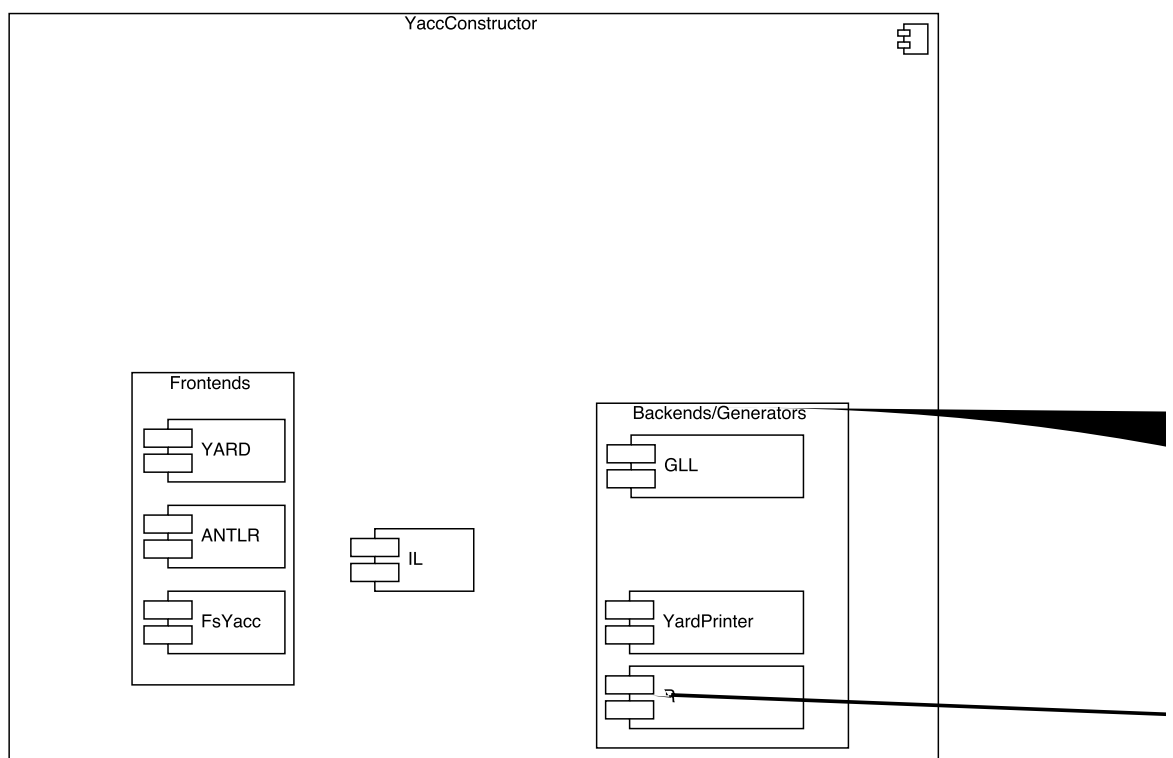 YaccConstructor
Frontends
YARD
ANTLR
FsYacc
IL
Backends/Generators
GLL
YardPrinter